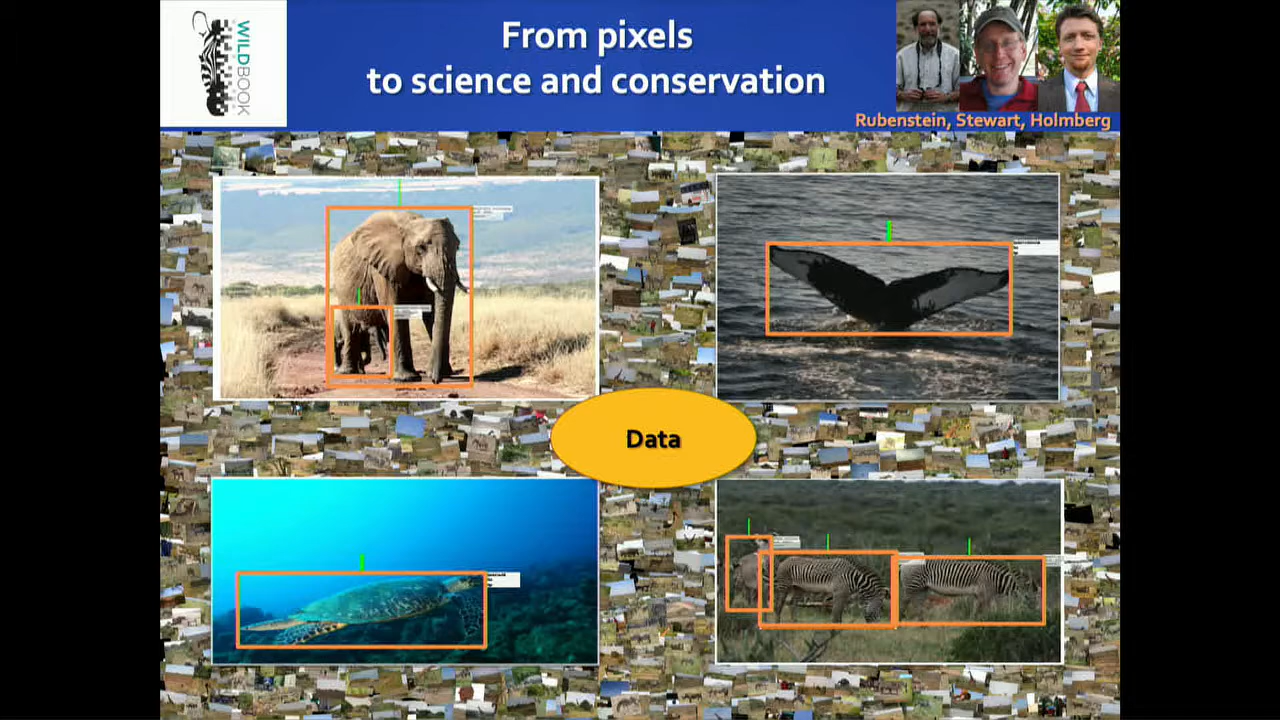 WILDBOOK
From pixels
to science and conservation
Rubenstein, Stewart, Holmberg
Data